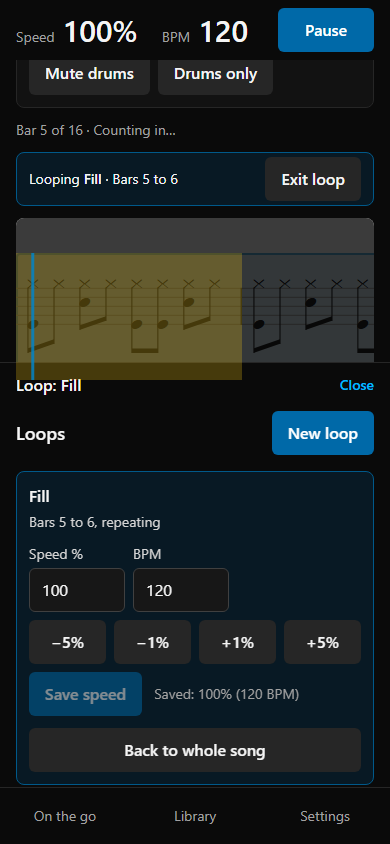 Speed 100% BPM 120 Pause
Mute drums Drums only
Bar 5 of 16 · Counting in...
Looping Fill · Bars 5 to 6 Exit loop
Loop: Fill Close
Loops New loop
Fill
Bars 5 to 6, repeating
Speed % BPM
100 120
−5% −1% +1% +5%
Save speed Saved: 100% (120 BPM)
Back to whole song
On the go Library Settings